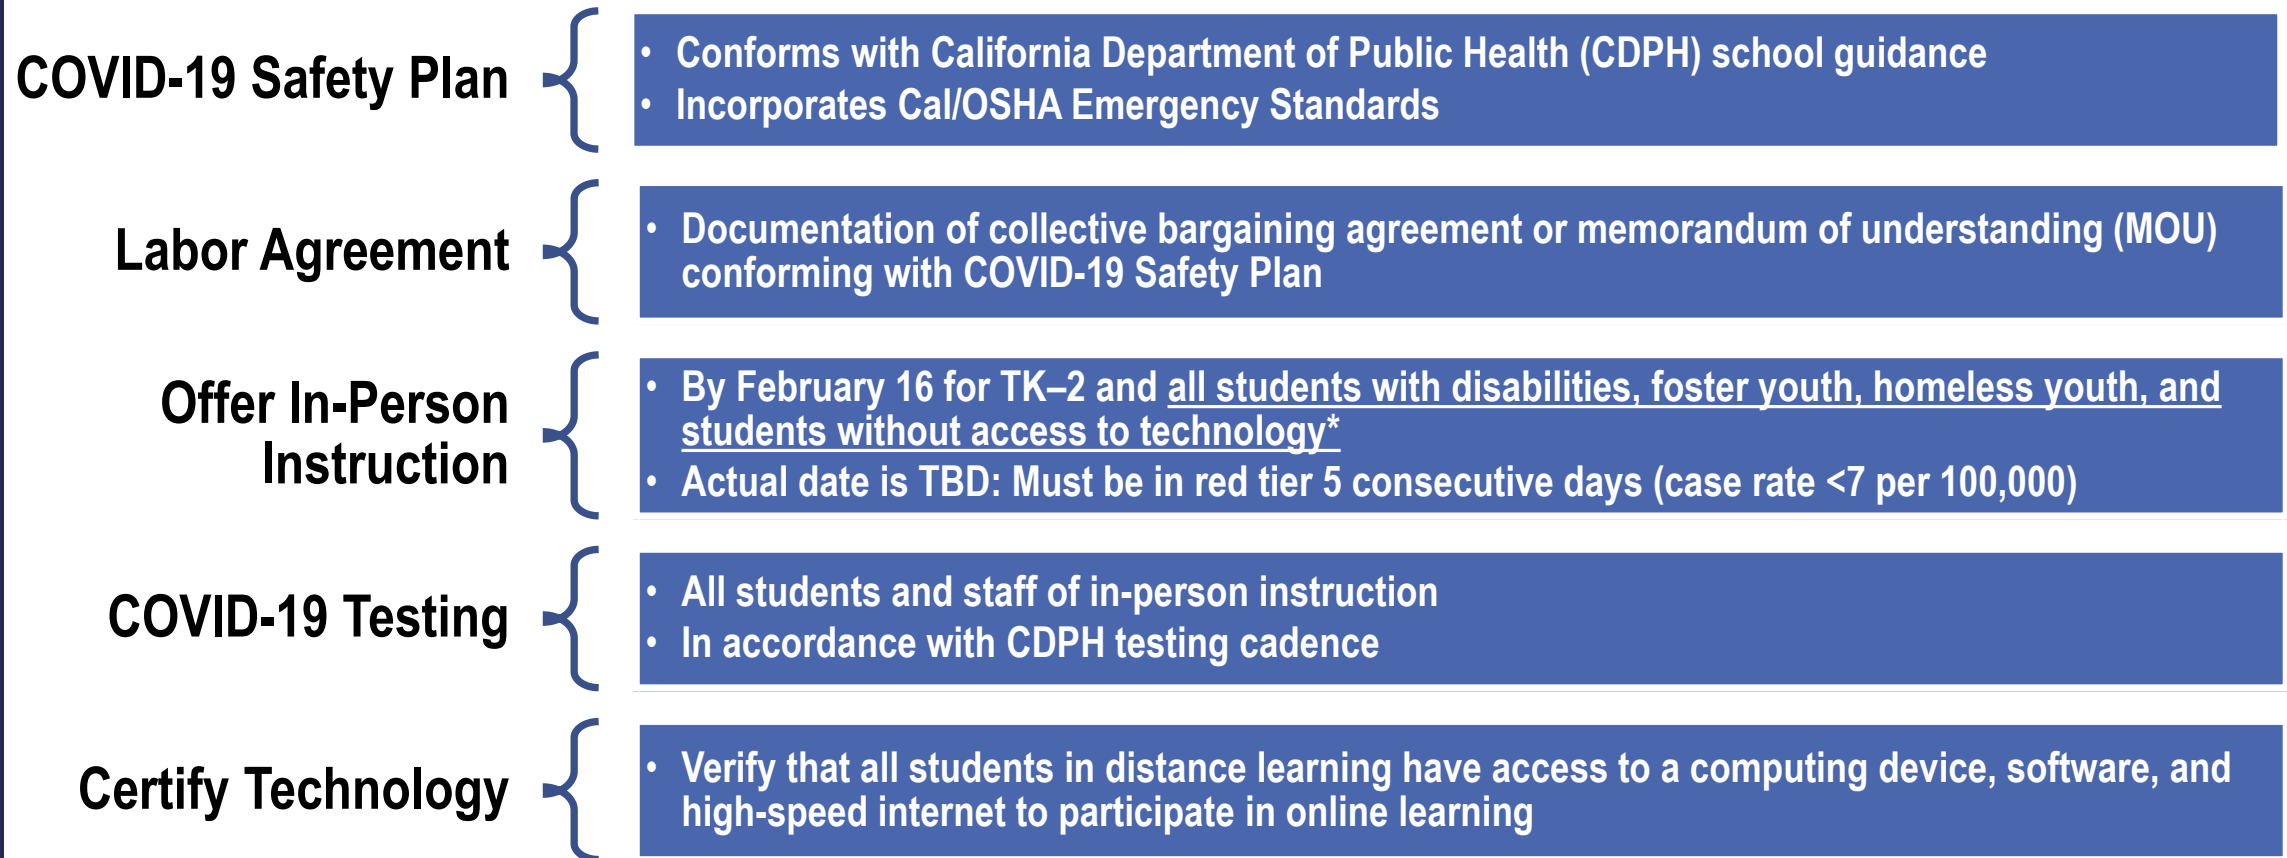 COVID-19 Safety Plan
• Conforms with California Department of Public Health (CDPH) school guidance
• Incorporates Cal/OSHA Emergency Standards
Labor Agreement
• Documentation of collective bargaining agreement or memorandum of understanding (MOU)
conforming with COVID-19 Safety Plan
Offer In-Person
Instruction
• By February 16 for TK–2 and all students with disabilities, foster youth, homeless youth, and
students without access to technology*
• Actual date is TBD: Must be in red tier 5 consecutive days (case rate <7 per 100,000)
COVID-19 Testing
• All students and staff of in-person instruction
• In accordance with CDPH testing cadence
Certify Technology
• Verify that all students in distance learning have access to a computing device, software, and
high-speed internet to participate in online learning